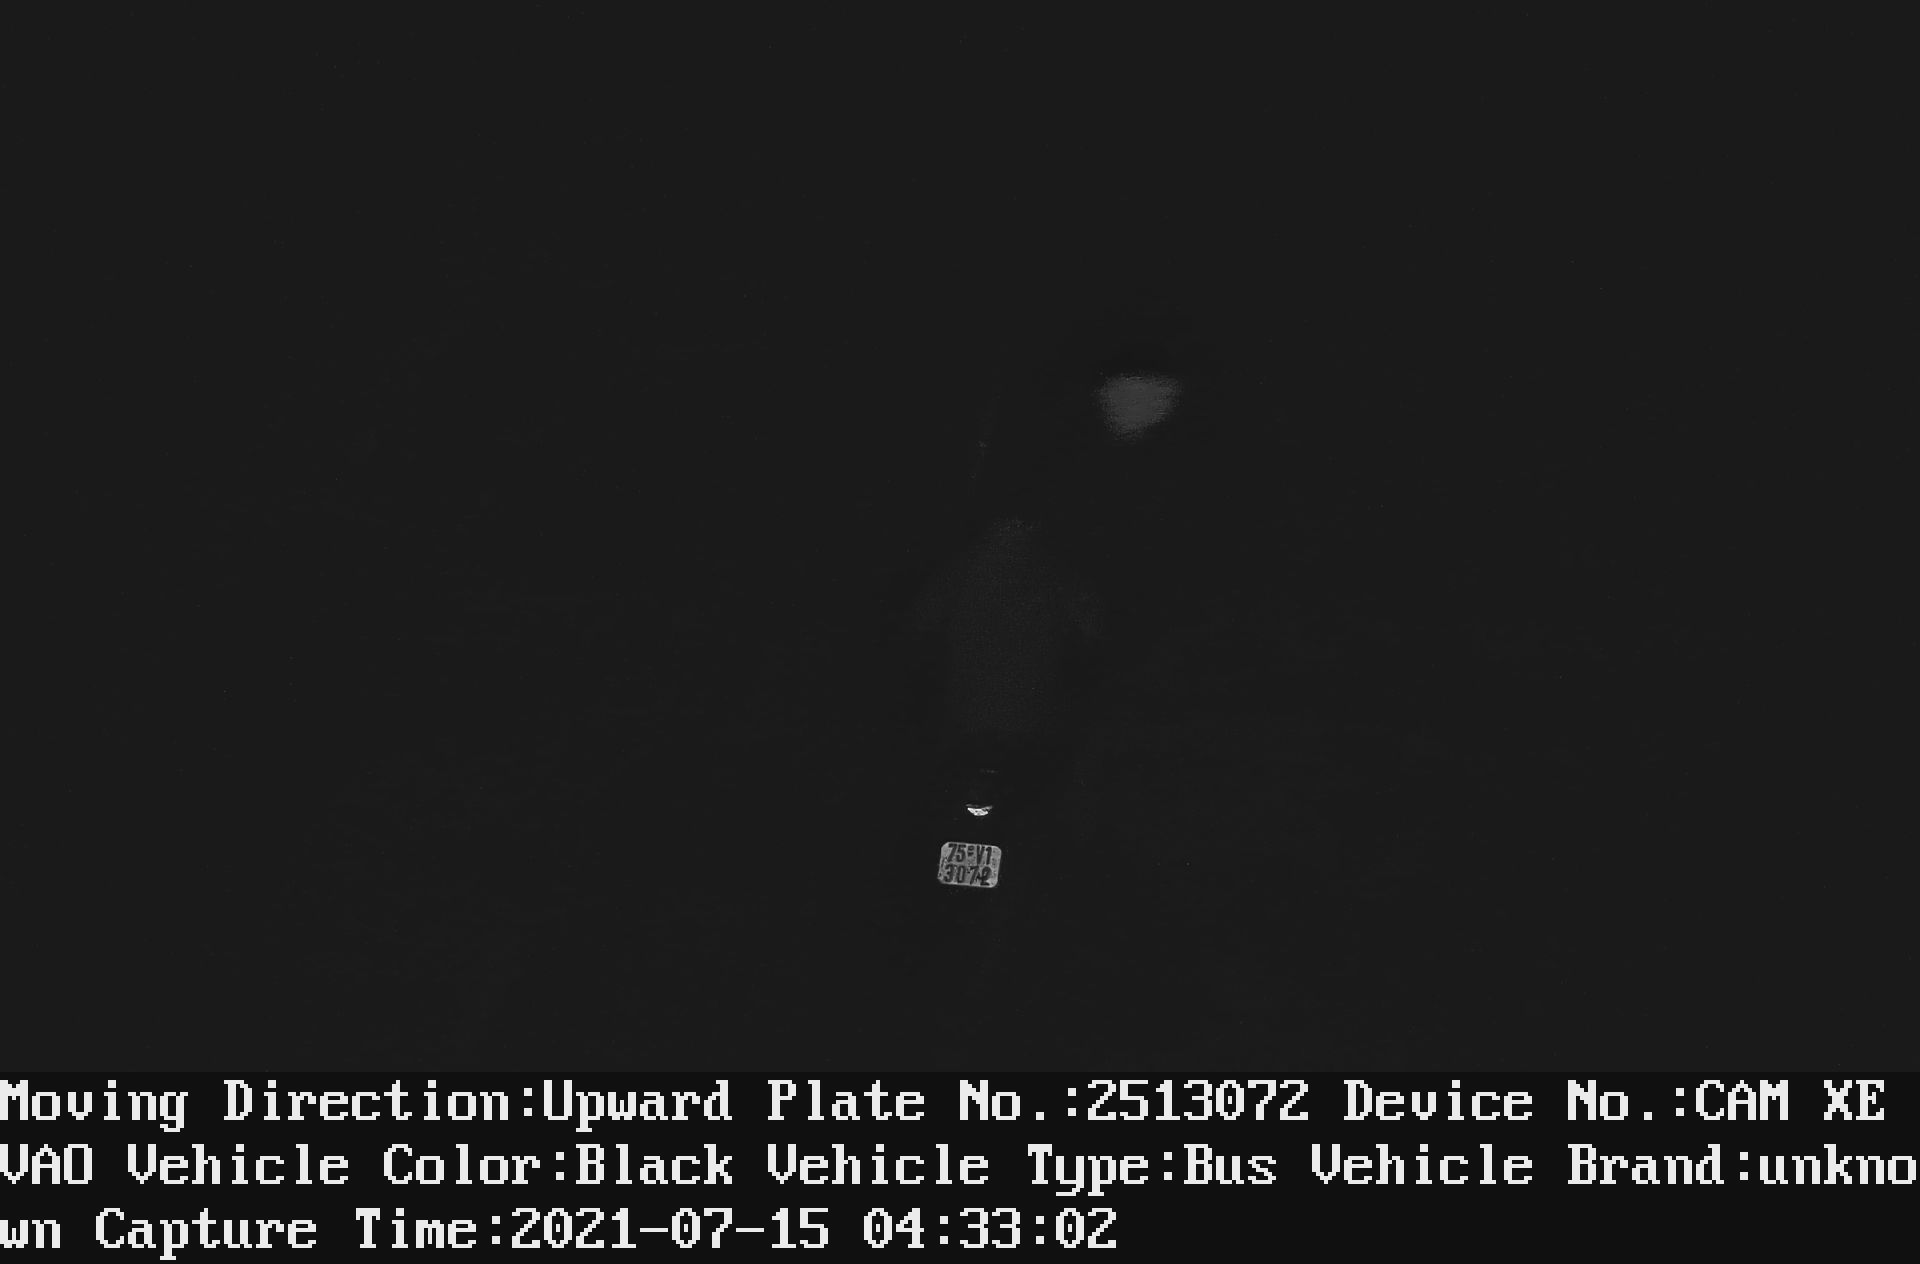 75-V1
3072
Moving Direction:Upward Plate No.:2513072 Device No.:CAM XE
VAO Vehicle Color:Black Vehicle Type:Bus Vehicle Brand:unkno
wn Capture Time:2021-07-15 04:33:02